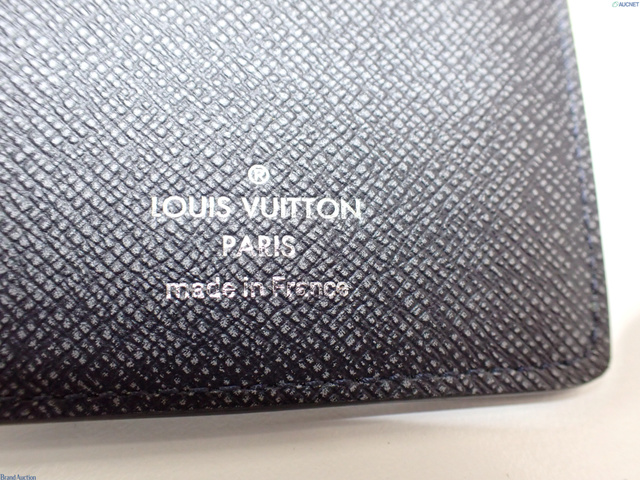 AUCNET
®
LOUIS VUITTON
PARIS
made in France
Brand Auction